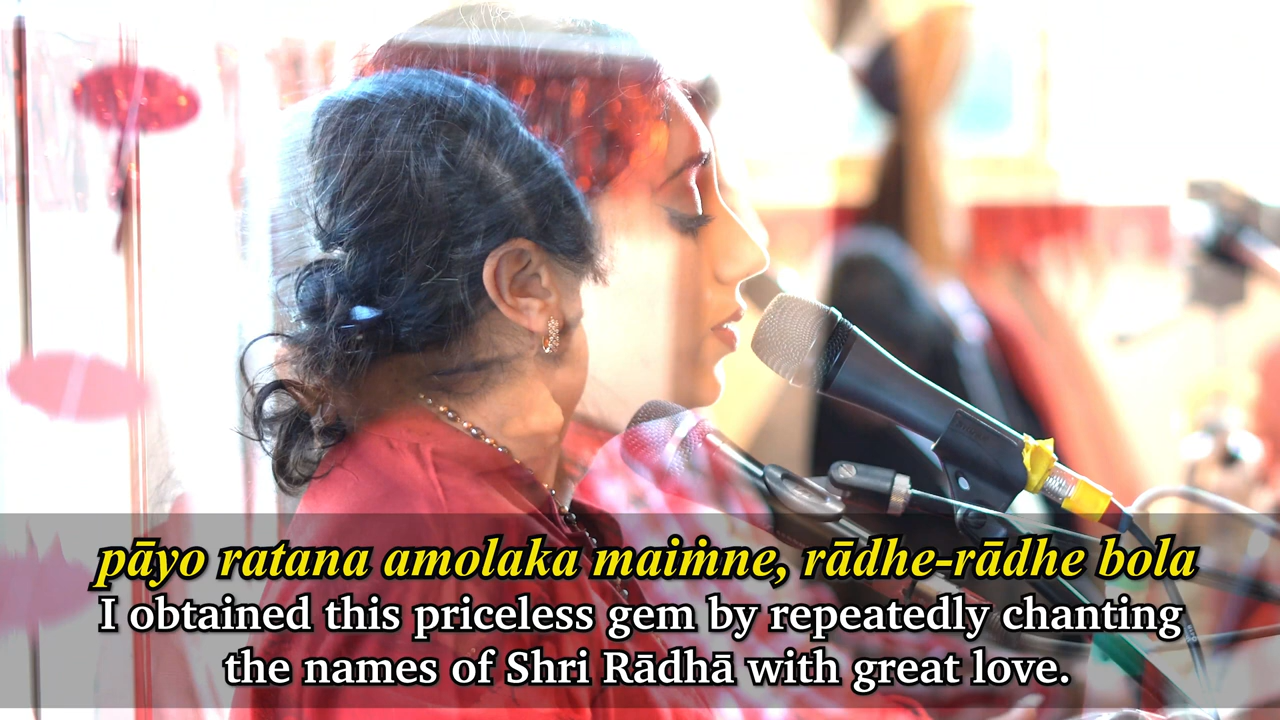 pāyo ratana amolaka maiṁne, rādhe-rādhe bola
I obtained this priceless gem by repeatedly chanting
the names of Shri Rādhā with great love.